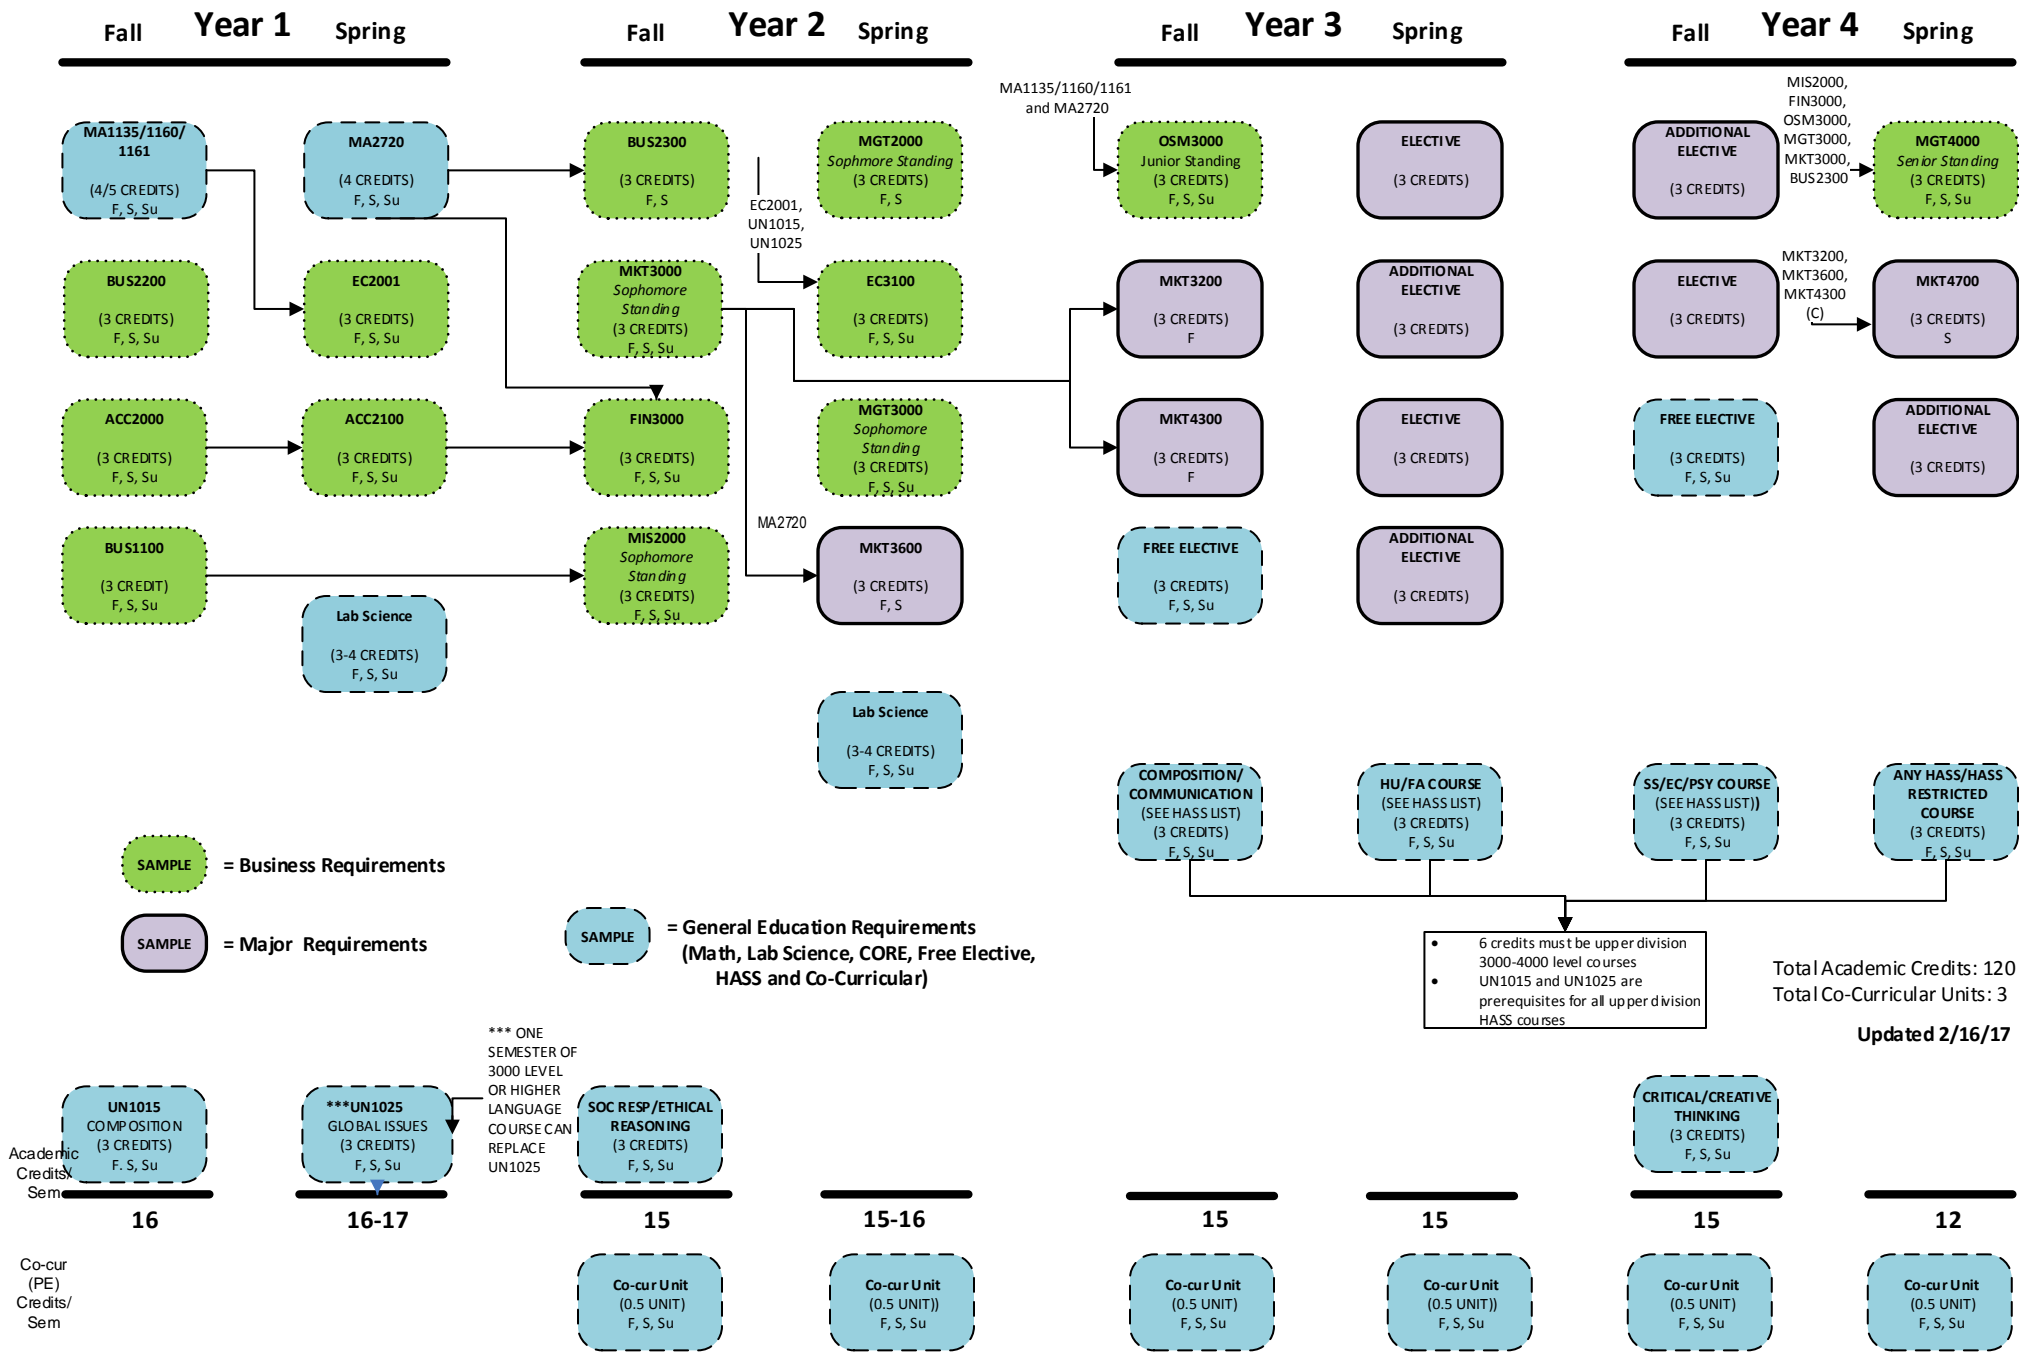 Year 1
Fall
Spring
Year 2
Fall
Spring
Year 3
Fall
Spring
Year 4
Fall
Spring
MA1135/1160/
1161
(4/5 CREDITS)
F, S, Su
MA2720
(4 CREDITS)
F, S, Su
BUS2300
(3 CREDITS)
F, S
MGT2000
Sophmore Standing
(3 CREDITS)
F, S
MA1135/1160/1161
and MA2720
OSM3000
Junior Standing
(3 CREDITS)
F, S, Su
ELECTIVE
(3 CREDITS)
ADDITIONAL
ELECTIVE
(3 CREDITS)
MIS2000,
FIN3000,
OSM3000,
MGT3000,
MKT3000,
BUS2300
MGT4000
Senior Standing
(3 CREDITS)
F, S, Su
BUS2200
(3 CREDITS)
F, S, Su
EC2001
(3 CREDITS)
F, S, Su
MKT3000
Sophomore
Standing
(3 CREDITS)
F, S, Su
EC2001,
UN1015,
UN1025
EC3100
(3 CREDITS)
F, S, Su
MKT3200
(3 CREDITS)
F
ADDITIONAL
ELECTIVE
(3 CREDITS)
ELECTIVE
(3 CREDITS)
MKT3200,
MKT3600,
MKT4300
(C)
MKT4700
(3 CREDITS)
S
ACC2000
(3 CREDITS)
F, S, Su
ACC2100
(3 CREDITS)
F, S, Su
FIN3000
(3 CREDITS)
F, S, Su
MGT3000
Sophomore
Standing
(3 CREDITS)
F, S, Su
MKT4300
(3 CREDITS)
F
ELECTIVE
(3 CREDITS)
FREE ELECTIVE
(3 CREDITS)
F, S, Su
ADDITIONAL
ELECTIVE
(3 CREDITS)
BUS1100
(3 CREDIT)
F, S, Su
MIS2000
Sophomore
Standing
(3 CREDITS)
F, S, Su
MA2720
MKT3600
(3 CREDITS)
F, S
FREE ELECTIVE
(3 CREDITS)
F, S, Su
ADDITIONAL
ELECTIVE
(3 CREDITS)
Lab Science
(3-4 CREDITS)
F, S, Su
Lab Science
(3-4 CREDITS)
F, S, Su
COMPOSITION/
COMMUNICATION
(SEE HASS LIST)
(3 CREDITS)
F, S, Su
HU/FA COURSE
(SEE HASS LIST)
(3 CREDITS)
F, S, Su
SS/EC/PSY COURSE
(SEE HASS LIST))
(3 CREDITS)
F, S, Su
ANY HASS/HASS
RESTRICTED
COURSE
(3 CREDITS)
F, S, Su
SAMPLE
= Business Requirements
SAMPLE
= Major Requirements
SAMPLE
= General Education Requirements
(Math, Lab Science, CORE, Free Elective,
HASS and Co-Curricular)
• 6 credits must be upper division
3000-4000 level courses
• UN1015 and UN1025 are
prerequisites for all upper division
HASS courses
Total Academic Credits: 120
Total Co-Curricular Units: 3
Updated 2/16/17
UN1015
COMPOSITION
(3 CREDITS)
F. S, Su
***UN1025
GLOBAL ISSUES
(3 CREDITS)
F, S, Su
*** ONE
SEMESTER OF
3000 LEVEL
OR HIGHER
LANGUAGE
COURSE CAN
REPLACE
UN1025
SOC RESP/ETHICAL
REASONING
(3 CREDITS)
F, S, Su
CRITICAL/CREATIVE
THINKING
(3 CREDITS)
F, S, Su
Academic
Credits/
Sem
16
16-17
15
15-16
15
15
15
12
Co-cur
(PE)
Credits/
Sem
Co-cur Unit
(0.5 UNIT)
F, S, Su
Co-cur Unit
(0.5 UNIT))
F, S, Su
Co-cur Unit
(0.5 UNIT)
F, S, Su
Co-cur Unit
(0.5 UNIT))
F, S, Su
Co-cur Unit
(0.5 UNIT)
F, S, Su
Co-cur Unit
(0.5 UNIT)
F, S, Su